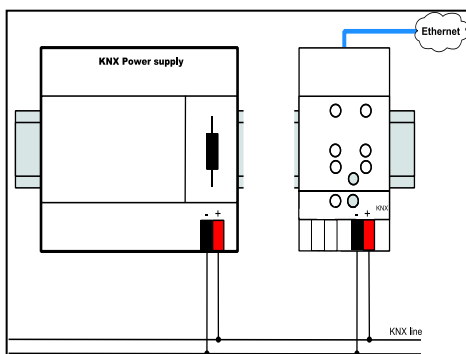 KNX Power supply
Ethernet
- +
- +
KNX
KNX line